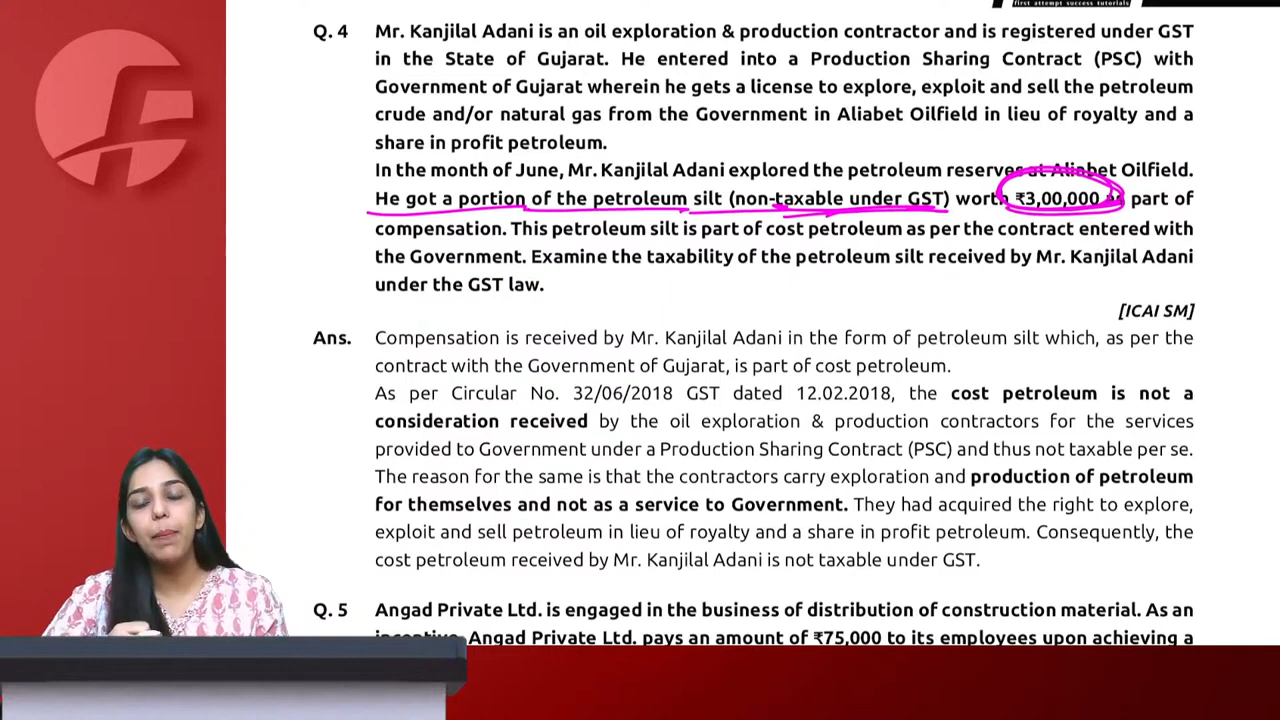 first attempt success tutorials
Q. 4 Mr. Kanjilal Adani is an oil exploration & production contractor and is registered under GST
in the State of Gujarat. He entered into a Production Sharing Contract (PSC) with
Government of Gujarat wherein he gets a license to explore, exploit and sell the petroleum
crude and/or natural gas from the Government in Aliabet Oilfield in lieu of royalty and a
share in profit petroleum.
In the month of June, Mr. Kanjilal Adani explored the petroleum reserves at Aliabet Oilfield.
He got a portion of the petroleum silt (non-taxable under GST) worth ₹3,00,000 as part of
compensation. This petroleum silt is part of cost petroleum as per the contract entered with
the Government. Examine the taxability of the petroleum silt received by Mr. Kanjilal Adani
under the GST law.
[ICAI SM]
Ans. Compensation is received by Mr. Kanjilal Adani in the form of petroleum silt which, as per the
contract with the Government of Gujarat, is part of cost petroleum.
As per Circular No. 32/06/2018 GST dated 12.02.2018, the cost petroleum is not a
consideration received by the oil exploration & production contractors for the services
provided to Government under a Production Sharing Contract (PSC) and thus not taxable per se.
The reason for the same is that the contractors carry exploration and production of petroleum
for themselves and not as a service to Government. They had acquired the right to explore,
exploit and sell petroleum in lieu of royalty and a share in profit petroleum. Consequently, the
cost petroleum received by Mr. Kanjilal Adani is not taxable under GST.
Q. 5 Angad Private Ltd. is engaged in the business of distribution of construction material. As an
incentive, Angad Private Ltd. pays an amount of ₹75,000 to its employees upon achieving a